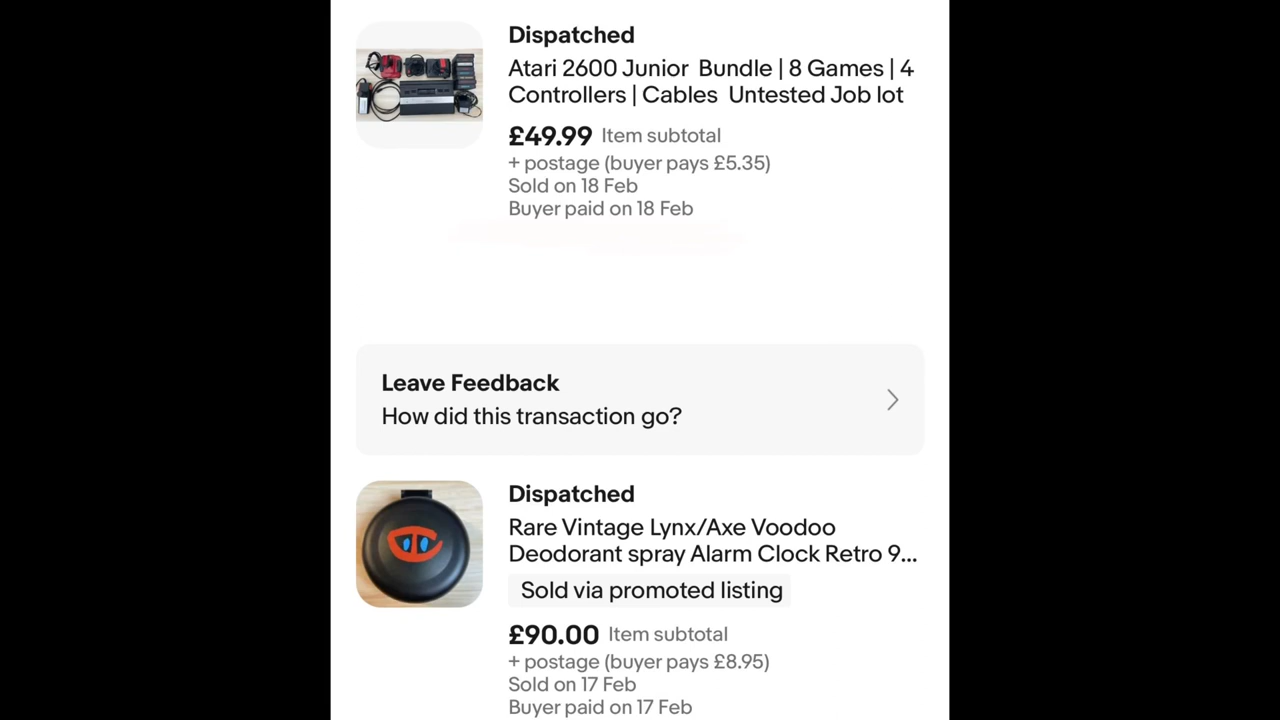 Dispatched
Atari 2600 Junior Bundle | 8 Games | 4
Controllers | Cables Untested Job lot
£49.99 Item subtotal
+ postage (buyer pays £5.35)
Sold on 18 Feb
Buyer paid on 18 Feb
Leave Feedback
How did this transaction go?
Dispatched
Rare Vintage Lynx/Axe Voodoo
Deodorant spray Alarm Clock Retro 9...
Sold via promoted listing
£90.00 Item subtotal
+ postage (buyer pays £8.95)
Sold on 17 Feb
Buyer paid on 17 Feb